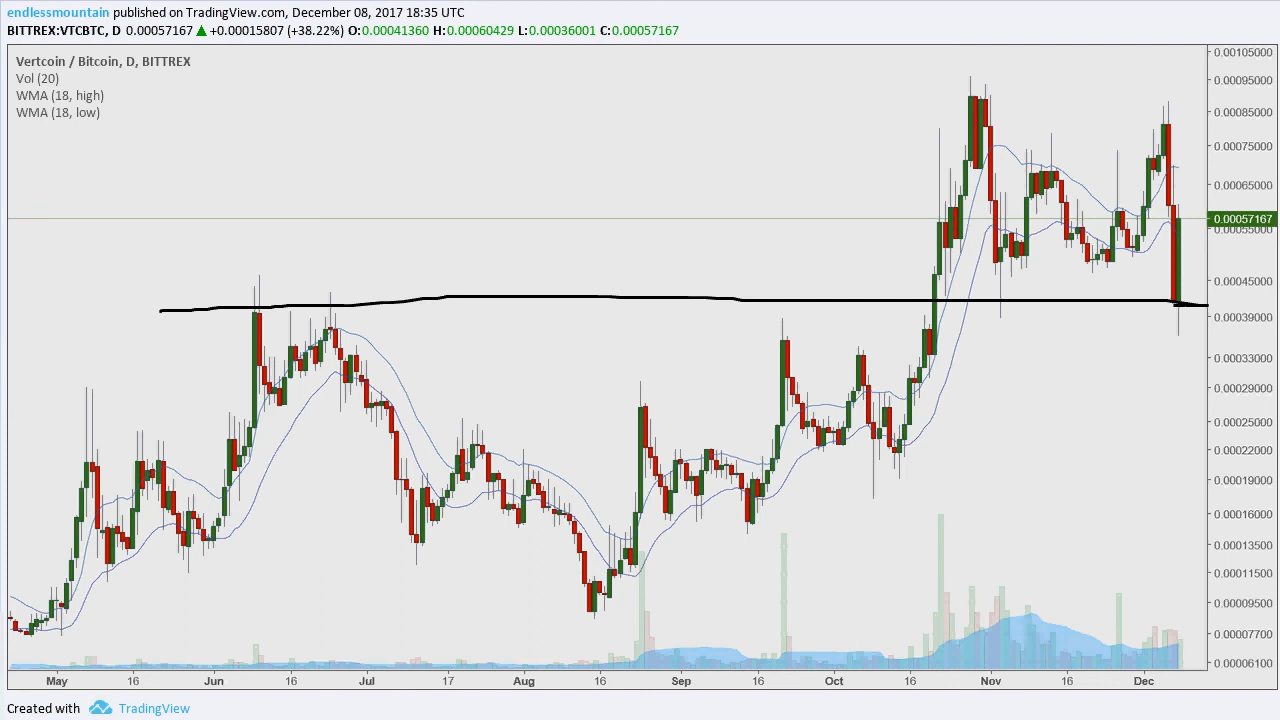 endlessmountain published on TradingView.com, December 08, 2017 18:35 UTC
BITTREX:VTCBTC, D 0.00057167 ▲ +0.00015807 (+38.22%) O:0.00041360 H:0.00060429 L:0.00036001 C:0.00057167
Vertcoin / Bitcoin, D, BITTREX
Vol (20)
WMA (18, high)
WMA (18, low)
0.00105000
0.00095000
0.00085000
0.00075000
0.00065000
0.00057167
0.00055000
0.00045000
0.00039000
0.00033000
0.00029000
0.00025000
0.00022000
0.00019000
0.00016000
0.00013500
0.00011500
0.00009500
0.00007700
0.00006100
May 16 Jun 16 Jul 17 Aug 16 Sep 16 Oct 16 Nov 16 Dec
Created with TradingView